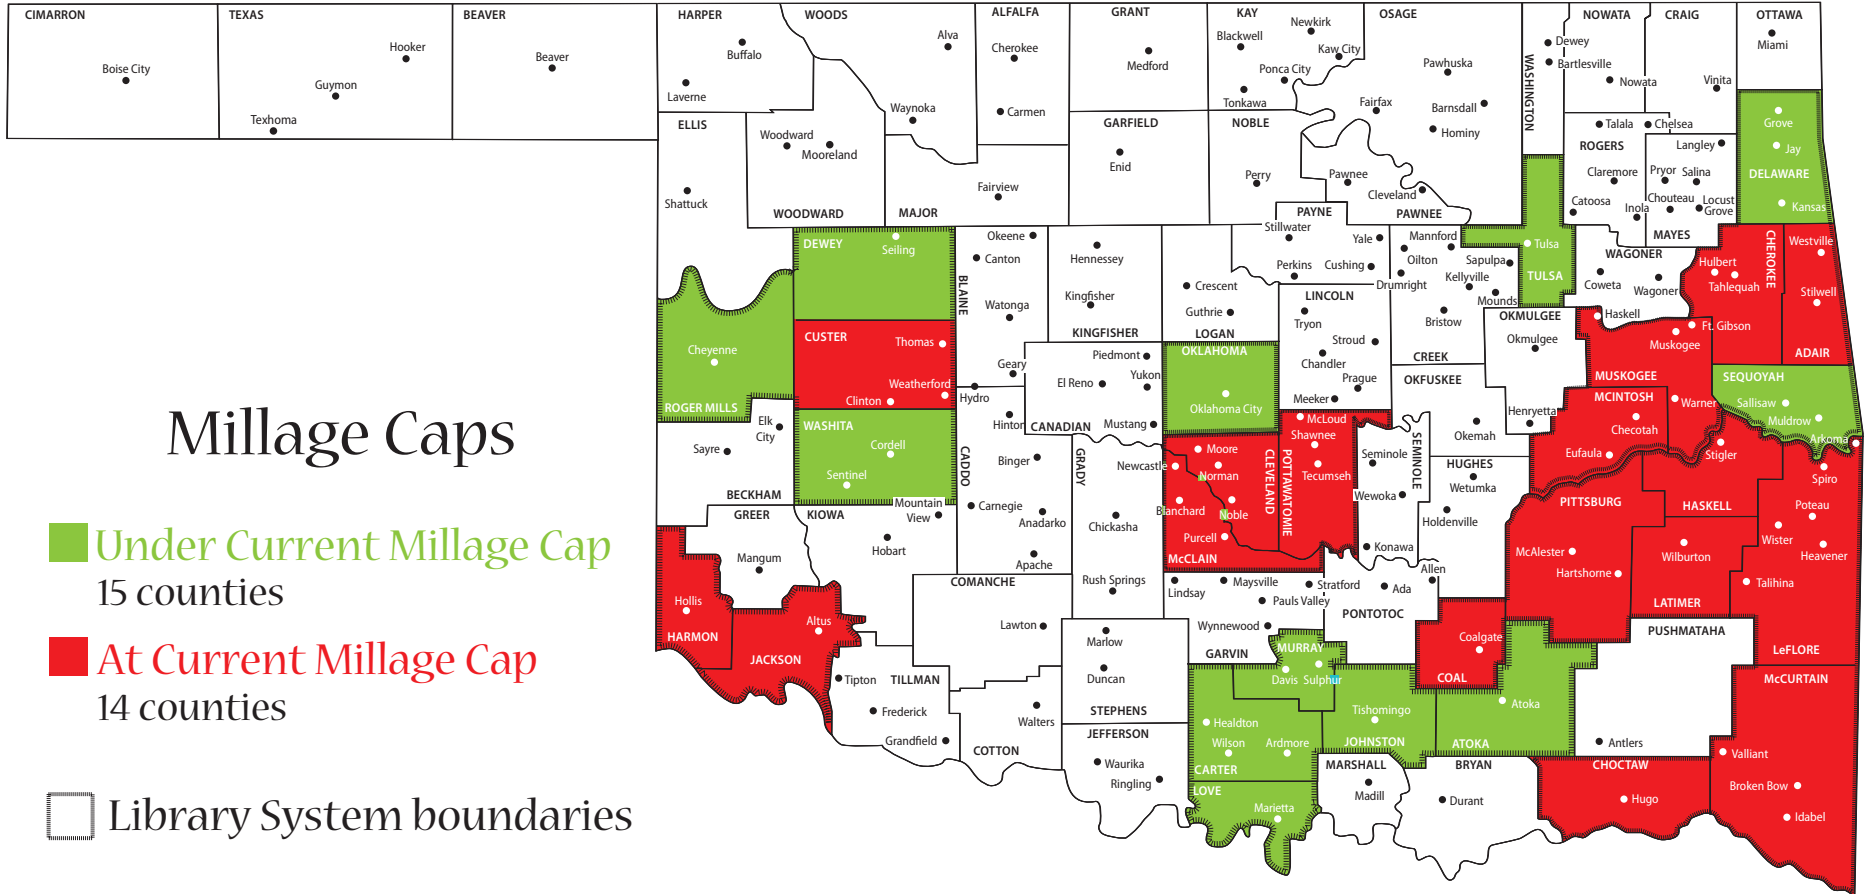 CIMARRON
TEXAS
BEAVER
HARPER
WOODS
ALFALFA
GRANT
KAY
OSAGE
NOWATA
CRAIG
OTTAWA
Boise City
Hooker
Guymon
Texhoma
Beaver
Buffalo
Laverne
Alva
Waynoka
Cherokee
Carmen
Medford
Newkirk
Blackwell
Kaw City
Ponca City
Tonkawa
Pawhuska
Fairfax
Barnsdall
Hominy
WASHINGTON
Dewey
Bartlesville
Nowata
Vinita
Miami
ELLIS
Woodward
Mooreland
GARFIELD
Enid
NOBLE
Perry
Talala
Chelsea
ROGERS
Langley
Grove
Jay
DELAWARE
Kansas
Claremore
Pryor
Salina
Chouteau
Locust
Grove
Catoosa
Inola
MAYES
Shattuck
WOODWARD
MAJOR
Fairview
Pawnee
Cleveland
PAYNE
PAWNEE
Stillwater
Yale
Perkins
Cushing
DEWEY
Seiling
Okeene
Canton
BLAINE
Watonga
Geary
Hennessey
Kingfisher
KINGFISHER
Crescent
Guthrie
LOGAN
LINCOLN
Tryon
Stroud
Chandler
Prague
Meeker
Mannford
Oilton
Drumright
Sapulpa
Kellyville
Mounds
Bristow
CREEK
Tulsa
TULSA
WAGONER
Coweta
Wagoner
CHEROKEE
Hulbert
Tahlequah
Westville
Stilwell
ADAIR
OKMULGEE
Okmulgee
Henryetta
Haskell
Ft. Gibson
Muskogee
MUSKOGEE
Warner
Cheyenne
ROGER MILLS
CUSTER
Thomas
Weatherford
Clinton
Hydro
Piedmont
El Reno
Yukon
Mustang
CANADIAN
Hinton
OKLAHOMA
Oklahoma City
OKFUSKEE
Okemah
MCINTOSH
Checotah
Eufaula
SEQUOYAH
Sallisaw
Muldrow
Arkoma
Millage Caps
Elk
City
Sayre
BECKHAM
WASHITA
Cordell
Sentinel
CADDO
Binger
Carnegie
Anadarko
Apache
GRADY
Chickasha
Rush Springs
Newcastle
Moore
Norman
CLEVELAND
Blanchard
Noble
Purcell
McCLAIN
POTTAWATOMIE
McLoud
Shawnee
Tecumseh
SEMINOLE
Seminole
Wewoka
Konawa
HUGHES
Wetumka
Holdenville
Allen
PITTSBURG
McAlester
Hartshorne
HASKELL
Stigler
Wilburton
LATIMER
Spiro
Poteau
Wister
Heavener
Talihina
LeFLORE
GREER
Mangum
KIOWA
Mountain
View
Hobart
Under Current Millage Cap
15 counties
Hollis
HARMON
Altus
JACKSON
COMANCHE
Lawton
Lindsay
Maysville
Stratford
Pauls Valley
Wynnewood
GARVIN
PONTOTOC
Ada
COAL
Coalgate
PUSHMATAHA
Antlers
At Current Millage Cap
14 counties
Tipton
TILLMAN
Frederick
Grandfield
COTTON
Walters
Marlow
Duncan
STEPHENS
JEFFERSON
Waurika
Ringling
MURRAY
Davis
Sulphur
Healdton
Wilson
Ardmore
CARTER
Tishomingo
JOHNSTON
Atoka
ATOKA
McCURTAIN
Valliant
Broken Bow
Idabel
LOVE
Marietta
MARSHALL
Madill
BRYAN
Durant
CHOCTAW
Hugo
Library System boundaries